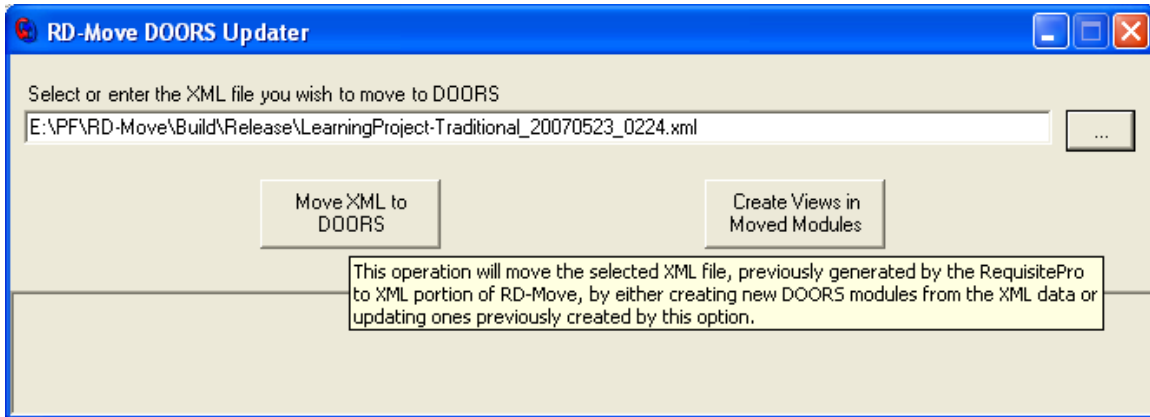 RD-Move DOORS Updater
Select or enter the XML file you wish to move to DOORS
E:\PF\RD-Move\Build\Release\LearningProject-Traditional_20070523_0224.xml
...
Move XML to
DOORS
Create Views in
Moved Modules
This operation will move the selected XML file, previously generated by the RequisitePro
to XML portion of RD-Move, by either creating new DOORS modules from the XML data or
updating ones previously created by this option.